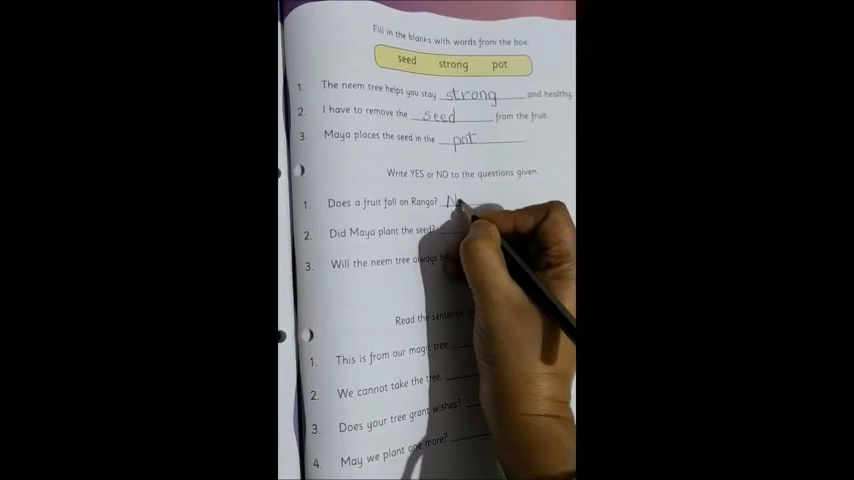 Fill in the blanks with words from the box.
seed strong pot
1. The neem tree helps you stay strong and healthy.
2. I have to remove the seed from the fruit.
3. Maya places the seed in the pot
Write YES or NO to the questions given.
1. Does a fruit fall on Ranga? N
2. Did Maya plant the seed?
3. Will the neem tree always
Read the sentence
1. This is from our magic tree
2. We cannot take the tree
3. Does your tree grant wishes?
4. May we plant one more?